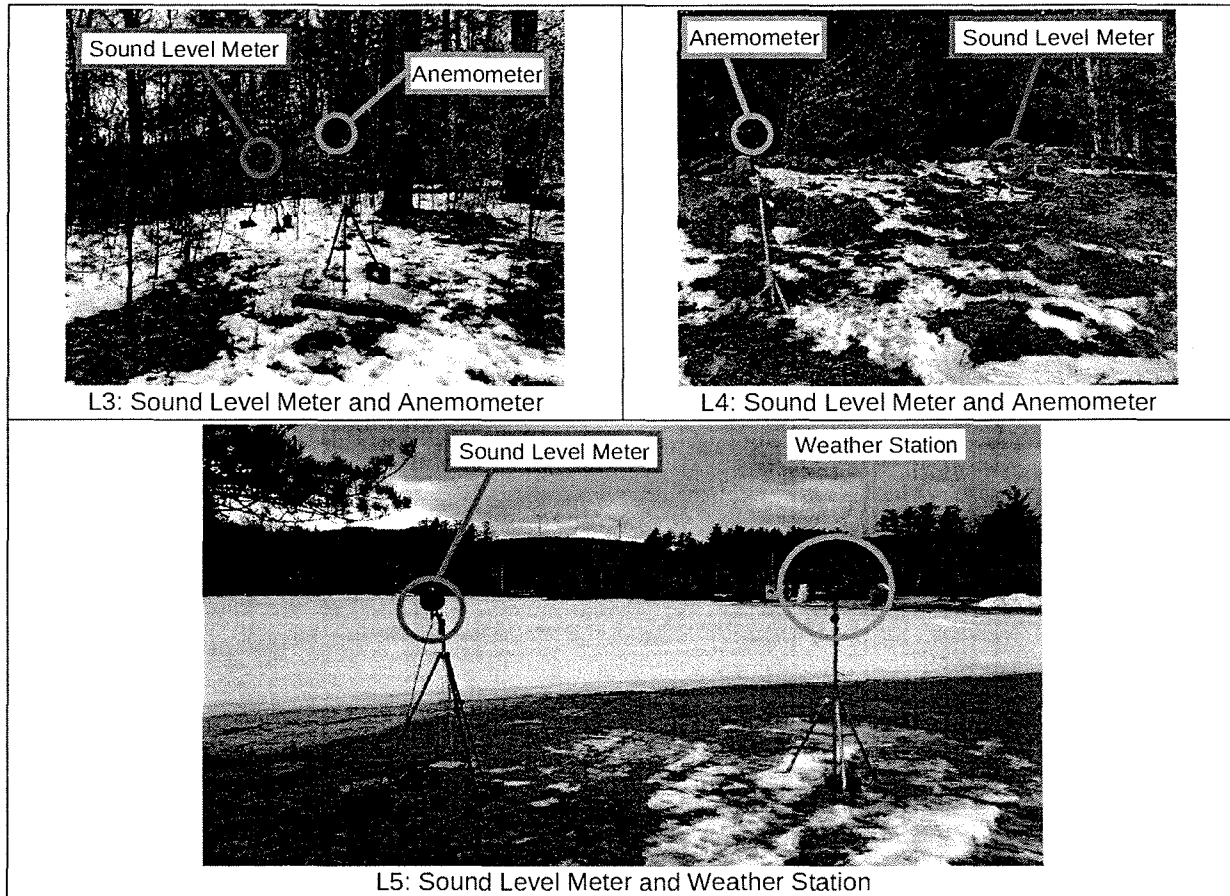 Sound Level Meter
Anemometer
L3: Sound Level Meter and Anemometer
Anemometer
Sound Level Meter
L4: Sound Level Meter and Anemometer
Sound Level Meter
Weather Station
L5: Sound Level Meter and Weather Station